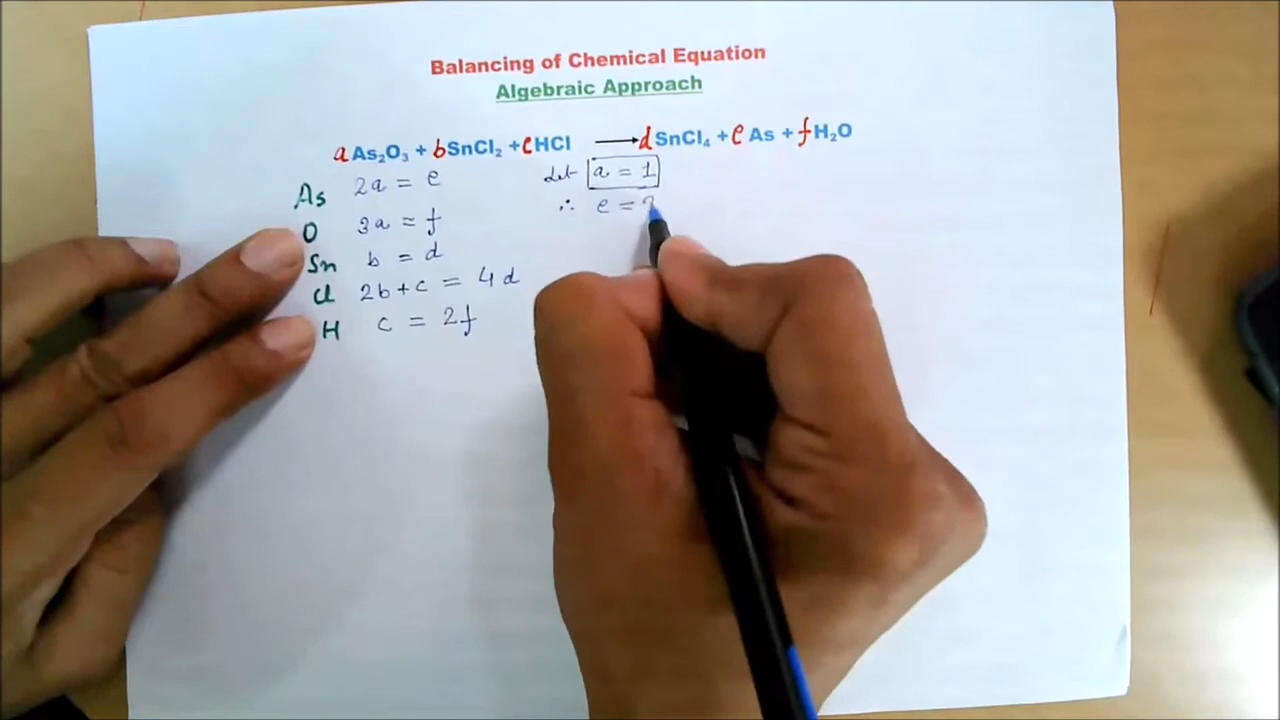 Balancing of Chemical Equation
Algebraic Approach
a As₂O₃ + b SnCl₂ + c HCl ⟶ d SnCl₄ + e As + f H₂O
As 2a = e
O 3a = f
Sn b = d
Cl 2b + c = 4d
H c = 2f
let a = 1
∴ e =